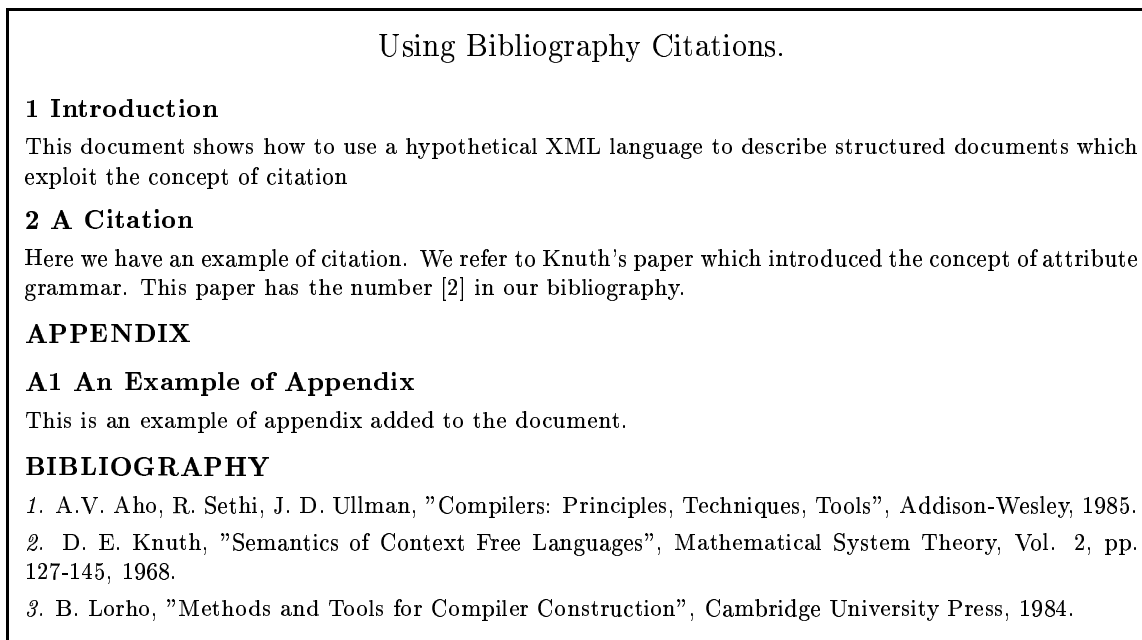 Using Bibliography Citations.
1 Introduction
This document shows how to use a hypothetical XML language to describe structured documents which
exploit the concept of citation
2 A Citation
Here we have an example of citation. We refer to Knuth's paper which introduced the concept of attribute
grammar. This paper has the number [2] in our bibliography.
APPENDIX
A1 An Example of Appendix
This is an example of appendix added to the document.
BIBLIOGRAPHY
1. A.V. Aho, R. Sethi, J. D. Ullman, ”Compilers: Principles, Techniques, Tools”, Addison-Wesley, 1985.
2. D. E. Knuth, ”Semantics of Context Free Languages”, Mathematical System Theory, Vol. 2, pp.
127-145, 1968.
3. B. Lorho, ”Methods and Tools for Compiler Construction”, Cambridge University Press, 1984.